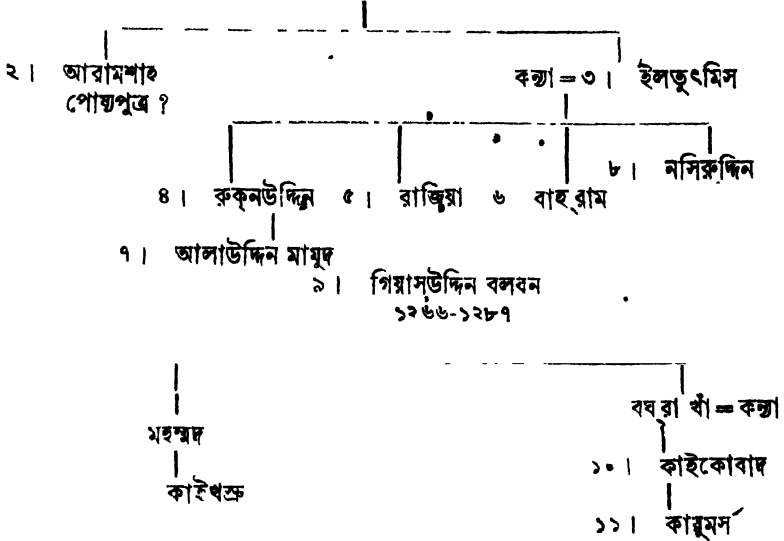 ২। আরামশাহ কন্যা = ৩। ইলতুৎমিস
পোষ্যপুত্র ?
৮। নসিরুদ্দিন
৪। রুক্‌নউদ্দিন ৫। রাজিয়া ৬ বাহ্‌রাম
৭। আলাউদ্দিন মামুদ
৯। গিয়াসউদ্দিন বলবন
১২৬৬-১২৮৭
বঘরা খাঁ = কন্যা
মহম্মদ
১০। কাইকোবাদ
কাইখস্রু
১১। কায়ুমর্স